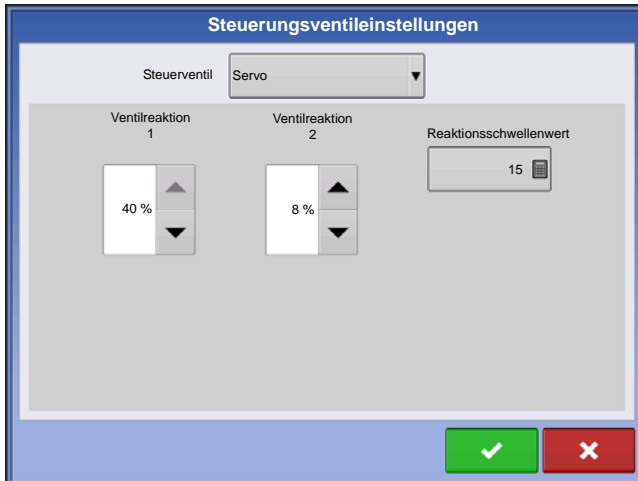 Steuerungsventileinstellungen
Steuerventil
Servo
Ventilreaktion
1
Ventilreaktion
2
Reaktionsschwellenwert
40 %
8 %
15